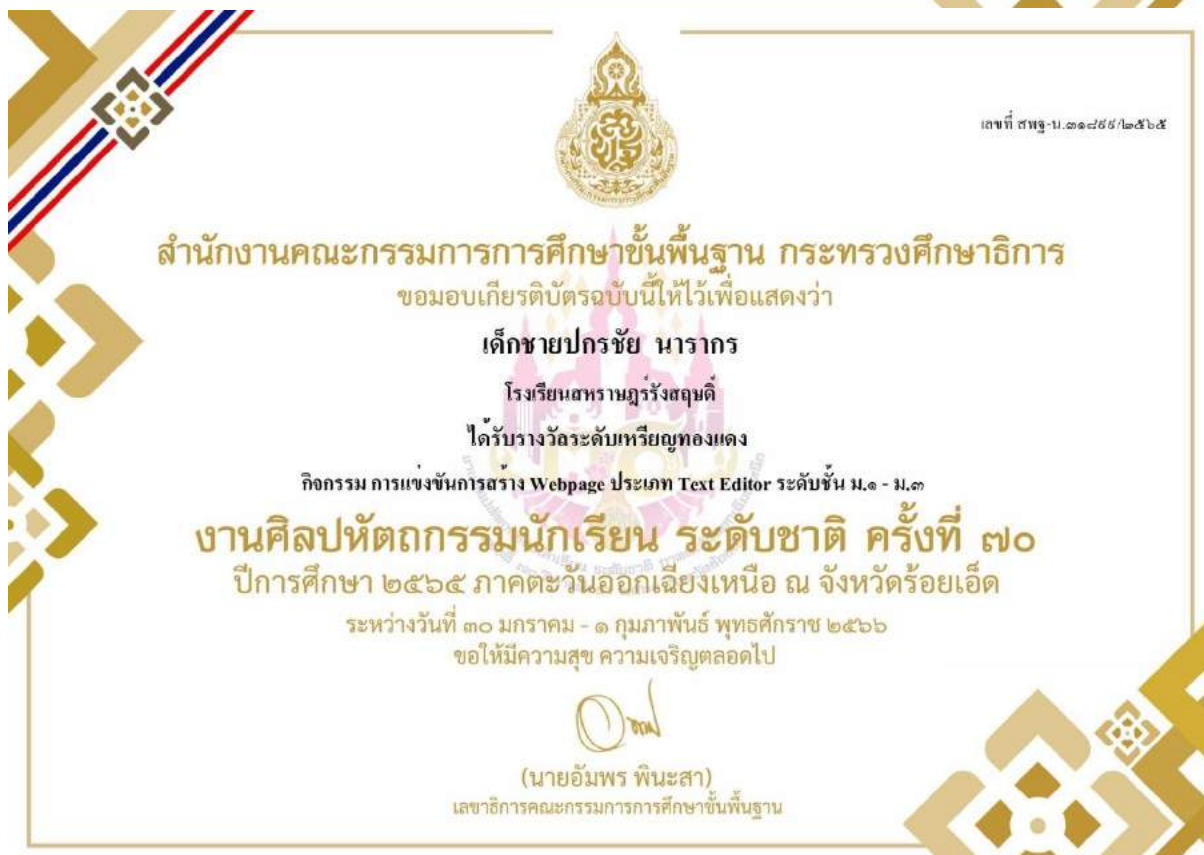 เลขที่ สพฐ-น.๓๑๘๙๙/๒๕๖๕
สำนักงานคณะกรรมการการศึกษาขั้นพื้นฐาน กระทรวงศึกษาธิการ
ขอมอบเกียรติบัตรฉบับนี้ให้ไว้เพื่อแสดงว่า
เด็กชายปกรชัย นารากร
โรงเรียนสหราษฎร์รังสฤษดิ์
ได้รับรางวัลระดับเหรียญทองแดง
กิจกรรม การแข่งขันการสร้าง Webpage ประเภท Text Editor ระดับชั้น ม.๑ - ม.๓
งานศิลปหัตถกรรมนักเรียน ระดับชาติ ครั้งที่ ๗๐
ปีการศึกษา ๒๕๖๕ ภาคตะวันออกเฉียงเหนือ ณ จังหวัดร้อยเอ็ด
ระหว่างวันที่ ๓๐ มกราคม - ๑ กุมภาพันธ์ พุทธศักราช ๒๕๖๖
ขอให้มีความสุข ความเจริญตลอดไป
(นายอัมพร พินะสา)
เลขาธิการคณะกรรมการการศึกษาขั้นพื้นฐาน